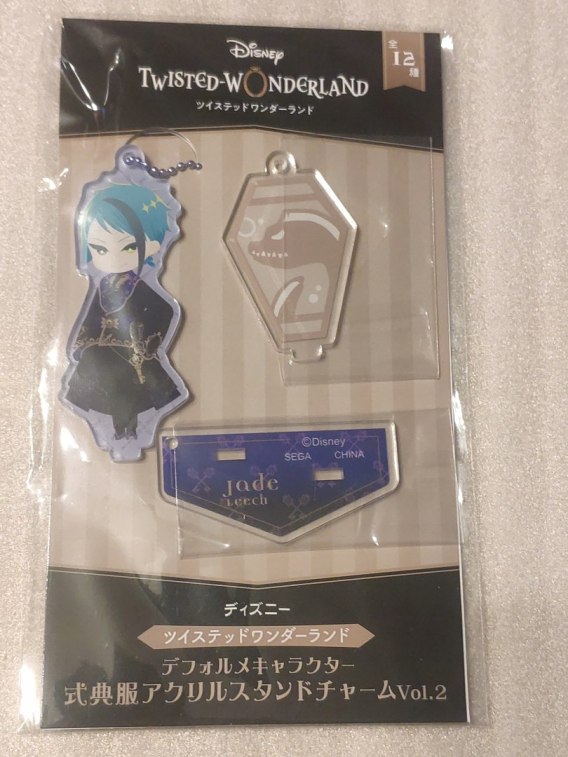 Disney
TWISTED-WONDERLAND
ツイステッドワンダーランド
全
12
種
©Disney
SEGA CHINA
Jade
Leech
ディズニー
ツイステッドワンダーランド
デフォルメキャラクター
式典服アクリルスタンドチャームVol.2